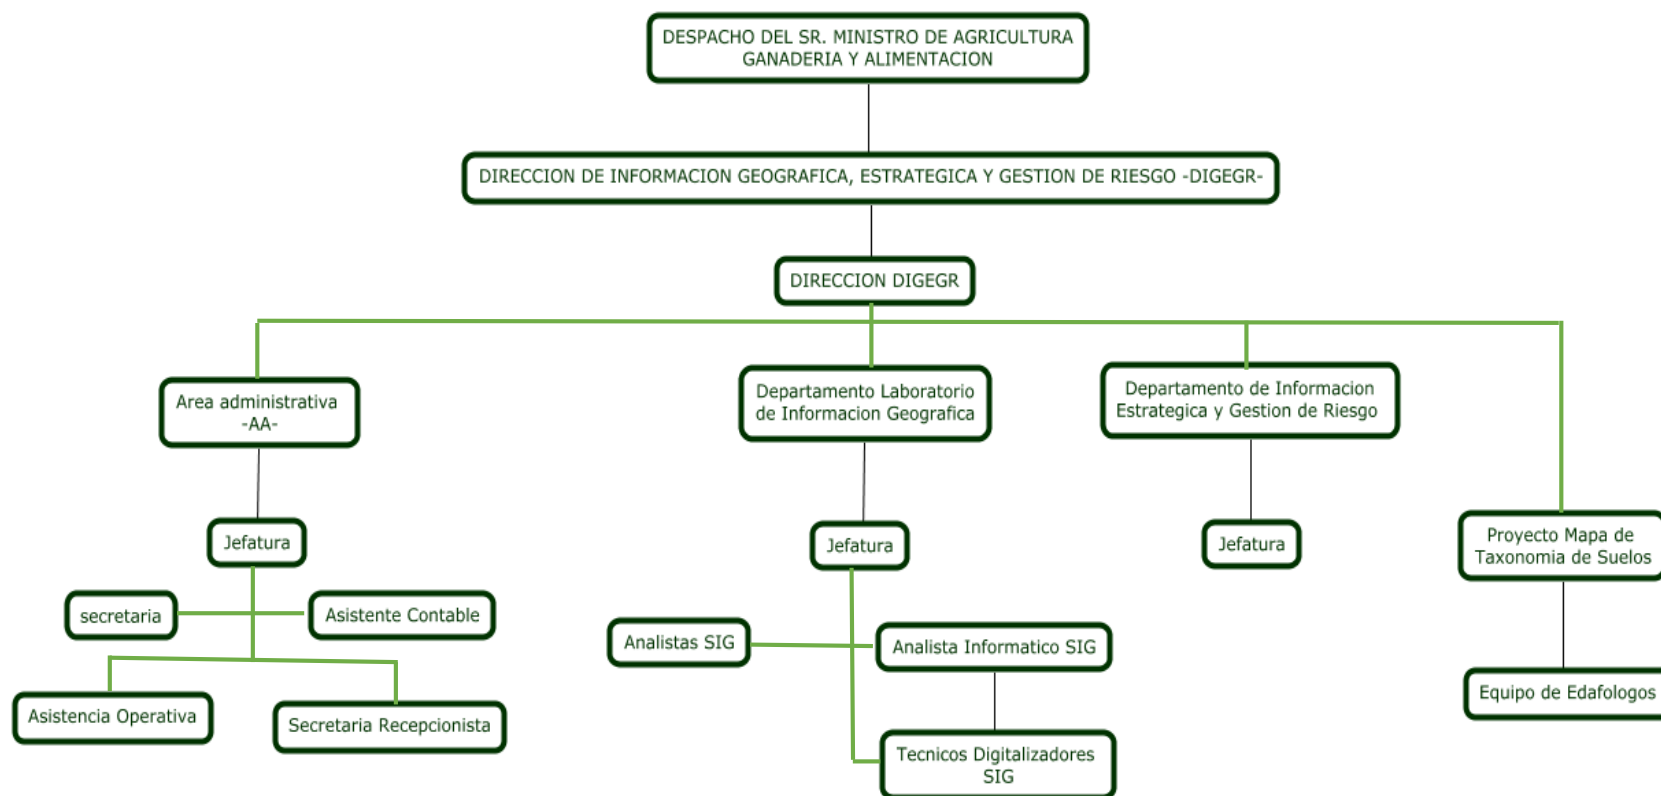 DESPACHO DEL SR. MINISTRO DE AGRICULTURA
GANADERIA Y ALIMENTACION
DIRECCION DE INFORMACION GEOGRAFICA, ESTRATEGICA Y GESTION DE RIESGO -DIGEGR-
DIRECCION DIGEGR
Area administrativa
-AA-
Departamento Laboratorio
de Informacion Geografica
Departamento de Informacion
Estrategica y Gestion de Riesgo
Jefatura
Jefatura
Jefatura
Proyecto Mapa de
Taxonomia de Suelos
secretaria
Asistente Contable
Analistas SIG
Analista Informatico SIG
Equipo de Edafologos
Asistencia Operativa
Secretaria Recepcionista
Tecnicos Digitalizadores
SIG